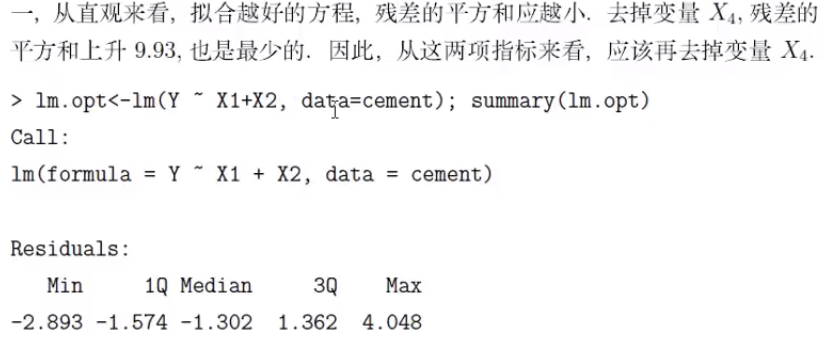 一, 从直观来看, 拟合越好的方程, 残差的平方和应越小. 去掉变量 X₄, 残差的
平方和上升 9.93, 也是最少的. 因此, 从这两项指标来看, 应该再去掉变量 X₄.
> lm.opt<-lm(Y ~ X1+X2, data=cement); summary(lm.opt)
Call:
lm(formula = Y ~ X1 + X2, data = cement)
Residuals:
Min 1Q Median 3Q Max
-2.893 -1.574 -1.302 1.362 4.048